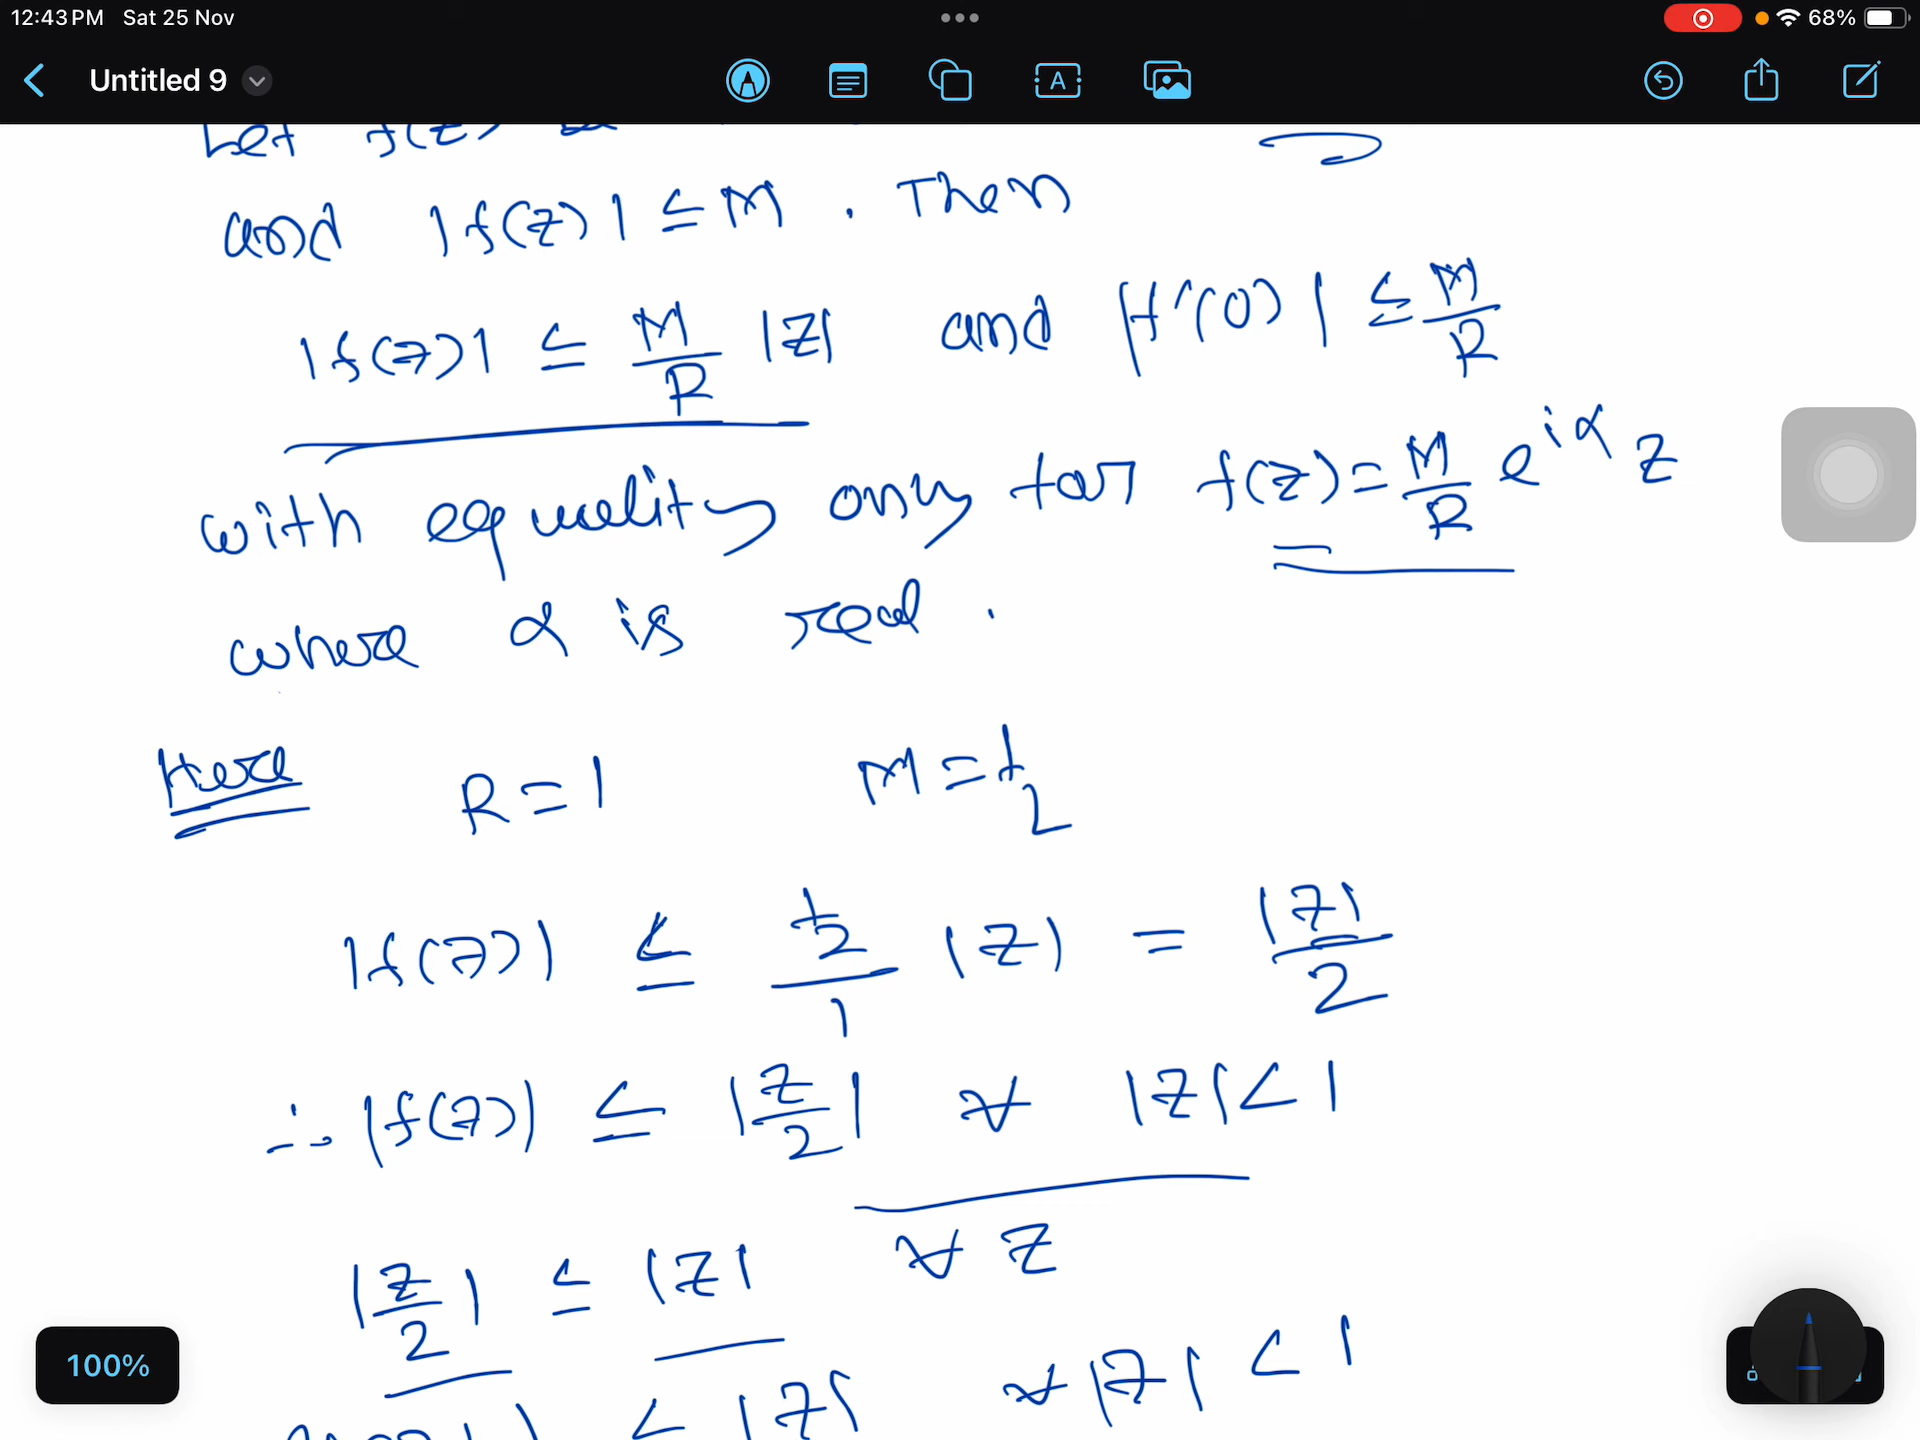 12:43 PM Sat 25 Nov 68%
Untitled 9
Let f(z)
and |f(z)| ≤ M . Then
|f(z)| ≤ M/R |z| and |f'(0)| ≤ M/R
with equality only for f(z) = M/R e^{iα} z
where α is real .
Here R = 1 M = 1/2
|f(z)| ≤ (1/2)/1 |z| = |z|/2
∴ |f(z)| ≤ |z/2| ∀ |z| < 1
|z/2| ≤ |z| ∀ z
≤ |z| ∀ |z| < 1
100%